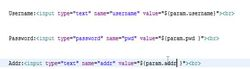 Username:<input type="text" name="username" value="${param.username}"><br>
Password:<input type="password" name="pwd" value="${param.pwd }"><br>
Addr:<input type="text" name="addr" value="${param.addr }"><br>